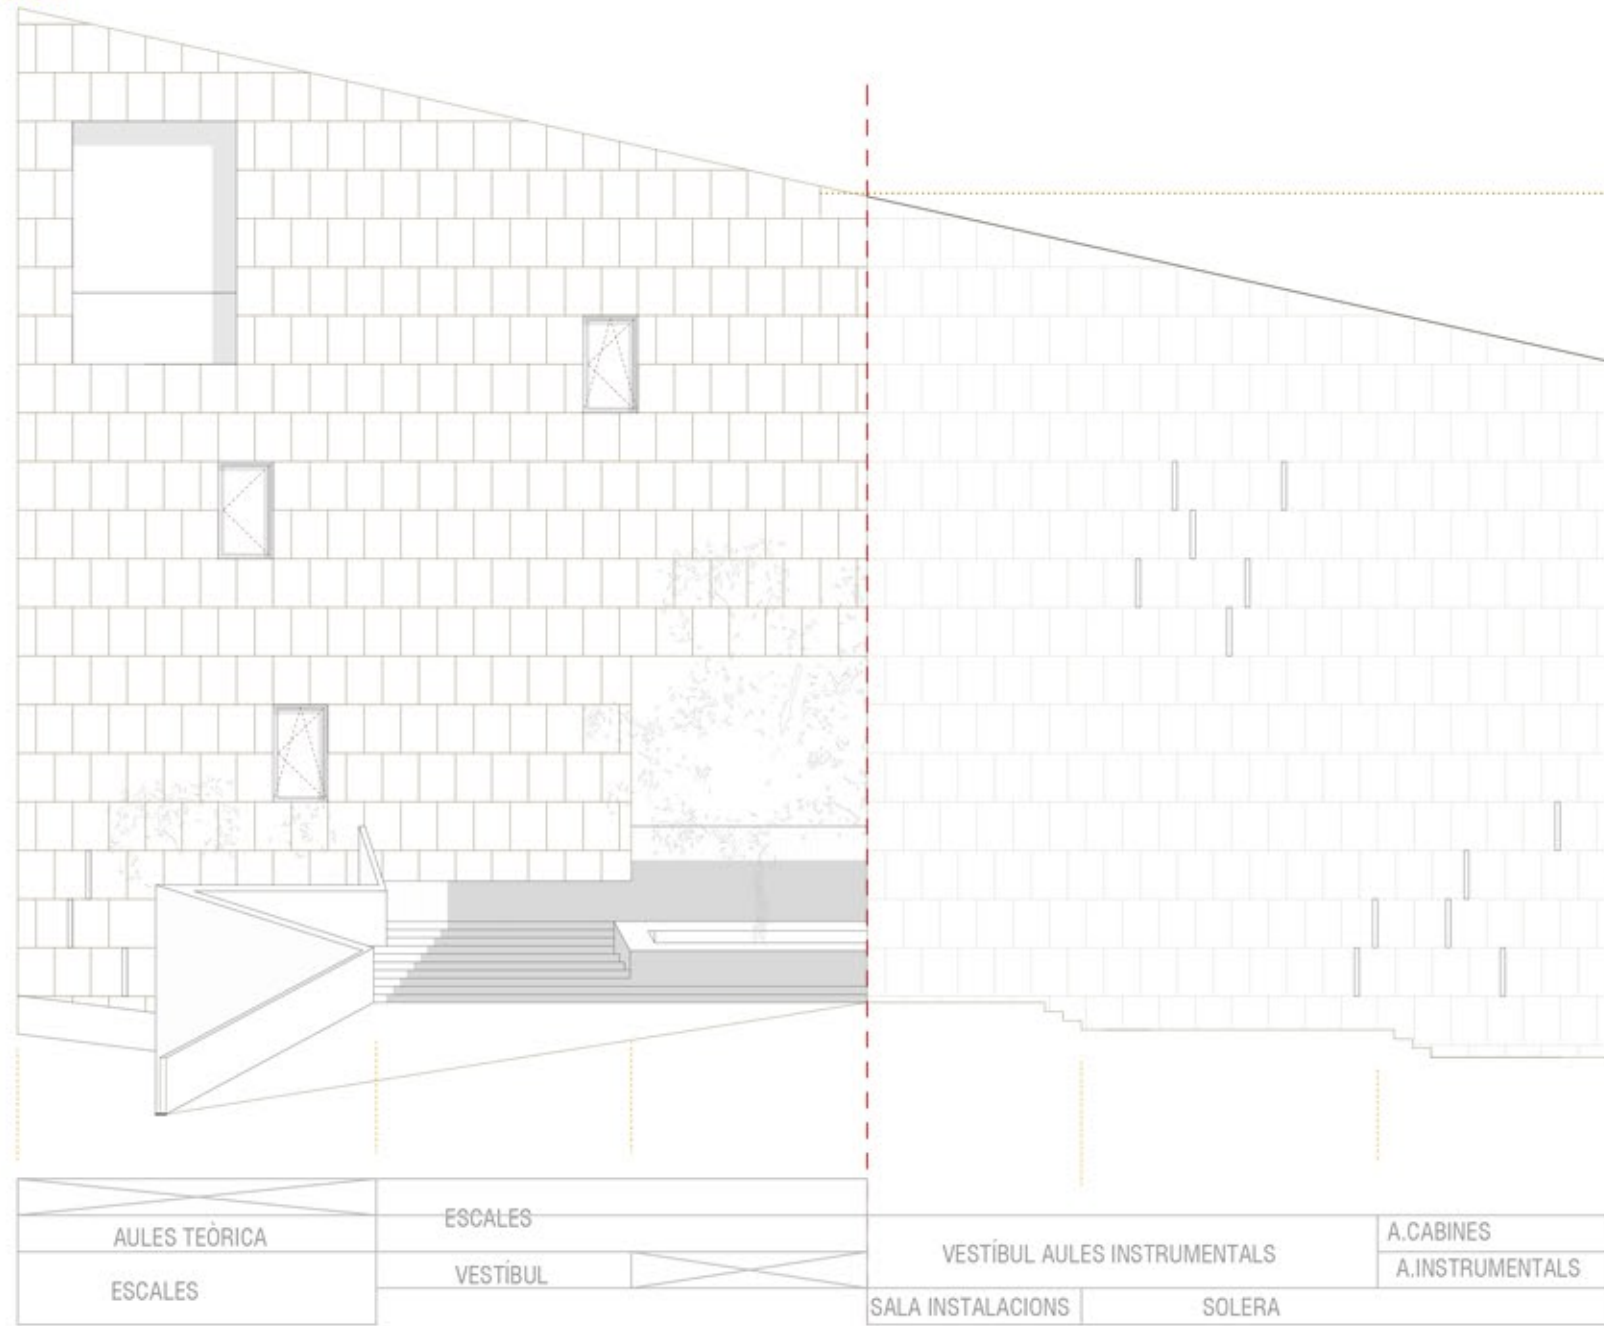 ESCALES
AULES TEÒRICA
A.CABINES
VESTÍBUL AULES INSTRUMENTALS
VESTÍBUL
A.INSTRUMENTALS
ESCALES
SALA INSTALACIONS
SOLERA